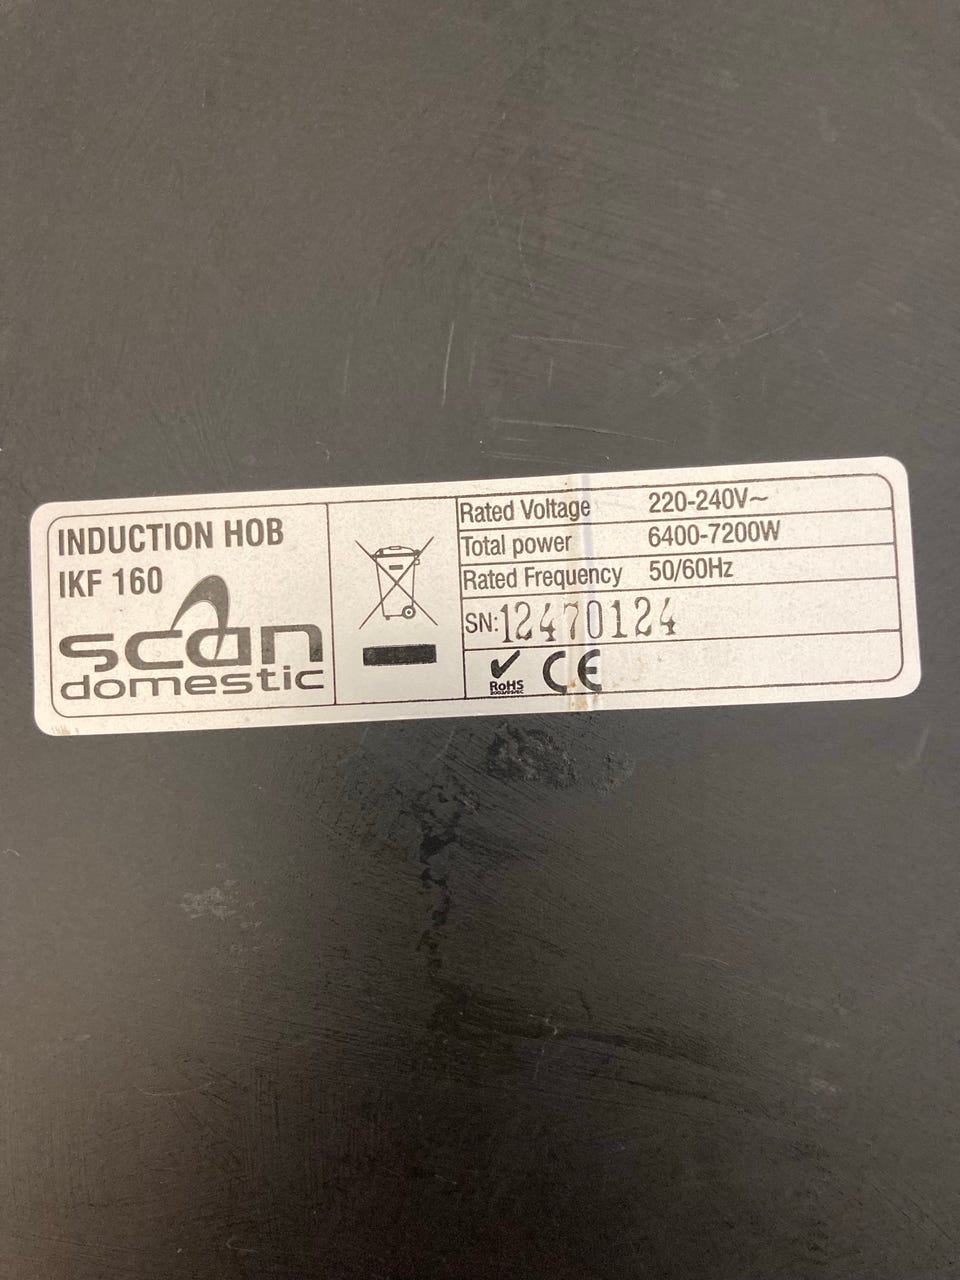 INDUCTION HOB
IKF 160
scan
domestic
Rated Voltage 220-240V~
Total power 6400-7200W
Rated Frequency 50/60Hz
SN:12470124
RoHS
CE